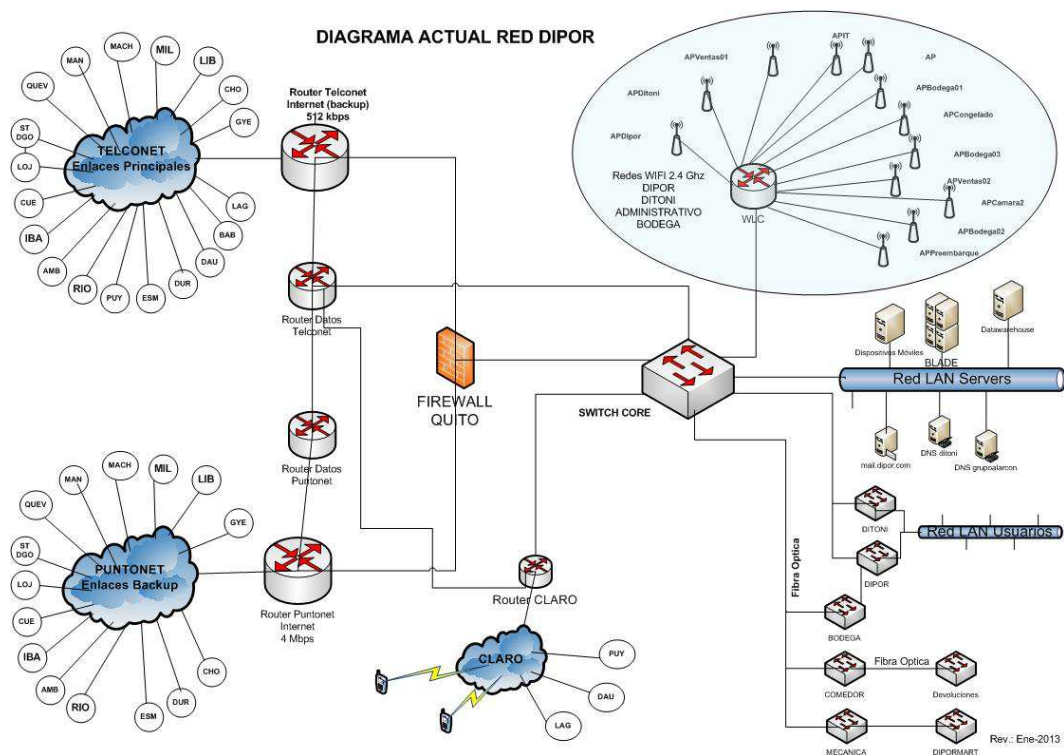 DIAGRAMA ACTUAL RED DIPOR
MACH
MIL
LIB
MAN
CHO
QUEV
GYE
ST
DGO
TELCONET
Enlaces Principales
LOJ
CUE
LAG
IBA
BAB
AMB
DAU
RIO
PUY
ESM
DUR
Router Telconet
Internet (backup)
512 kbps
Router Datos
Telconet
Router Datos
Puntonet
Router Puntonet
Internet
4 Mbps
FIREWALL
QUITO
SWITCH CORE
MACH
MIL
LIB
MAN
QUEV
GYE
ST
DGO
PUNTONET
Enlaces Backup
LOJ
CUE
IBA
CHO
AMB
DUR
RIO
ESM
Router CLARO
CLARO
PUY
DAU
LAG
APIT
APVentas01
AP
APDitoni
APBodega01
APCongelado
APDIpor
APBodega03
Redes WIFI 2.4 Ghz
DIPOR
DITONI
ADMINISTRATIVO
BODEGA
WLC
APVentas02
APCamara2
APBodega02
APPreembarque
Dispositivos Móviles
BLADE
Datawarehouse
Red LAN Servers
mail.dipor.com
DNS ditoni
DNS grupoalarcon
DITONI
Red LAN Usuarios
DIPOR
Fibra Optica
BODEGA
COMEDOR
Fibra Optica
Devoluciones
MECANICA
DIPORMART
Rev.: Ene-2013